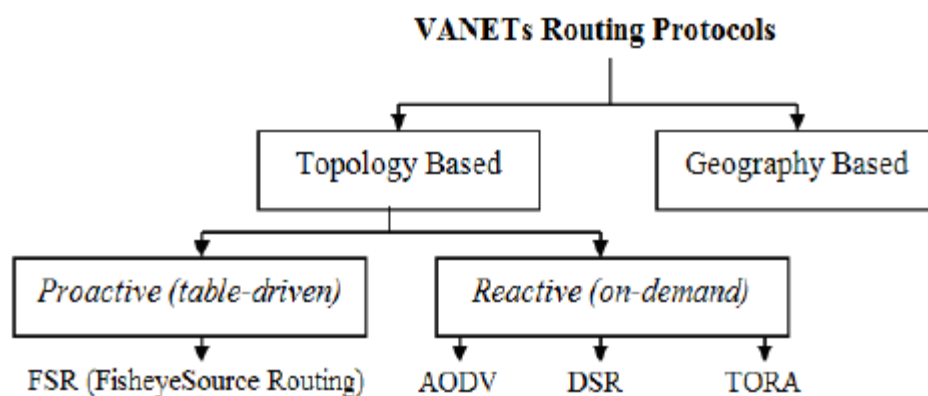 VANETs Routing Protocols
Topology Based
Geography Based
Proactive (table-driven)
Reactive (on-demand)
FSR (FisheyeSource Routing)
AODV
DSR
TORA